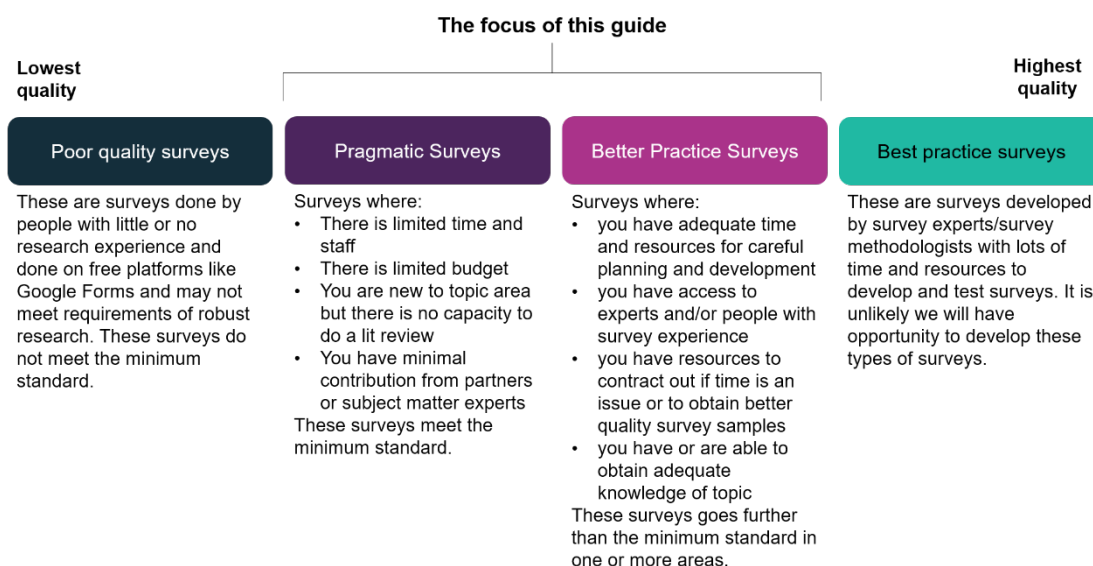 The focus of this guide
Lowest
quality
Highest
quality
Poor quality surveys
These are surveys done by
people with little or no
research experience and
done on free platforms like
Google Forms and may not
meet requirements of robust
research. These surveys do
not meet the minimum
standard.
Pragmatic Surveys
Surveys where:
• There is limited time and
staff
• There is limited budget
• You are new to topic area
but there is no capacity to
do a lit review
• You have minimal
contribution from partners
or subject matter experts
These surveys meet the
minimum standard.
Better Practice Surveys
Surveys where:
• you have adequate time
and resources for careful
planning and development
• you have access to
experts and/or people with
survey experience
• you have resources to
contract out if time is an
issue or to obtain better
quality survey samples
• you have or are able to
obtain adequate
knowledge of topic
These surveys goes further
than the minimum standard in
one or more areas.
Best practice surveys
These are surveys developed
by survey experts/survey
methodologists with lots of
time and resources to
develop and test surveys. It is
unlikely we will have
opportunity to develop these
types of surveys.